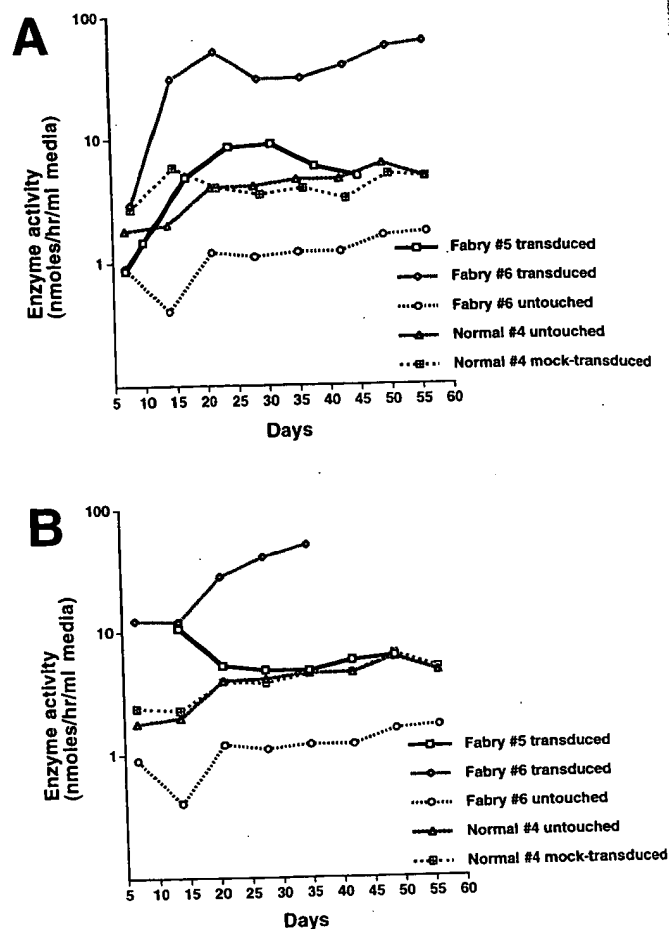 A
100
10
1
Enzyme activity
(nmoles/hr/ml media)
Fabry #5 transduced
Fabry #6 transduced
Fabry #6 untouched
Normal #4 untouched
Normal #4 mock-transduced
5 10 15 20 25 30 35 40 45 50 55 60
Days
B
100
10
1
Enzyme activity
(nmoles/hr/ml media)
Fabry #5 transduced
Fabry #6 transduced
Fabry #6 untouched
Normal #4 untouched
Normal #4 mock-transduced
5 10 15 20 25 30 35 40 45 50 55 60
Days